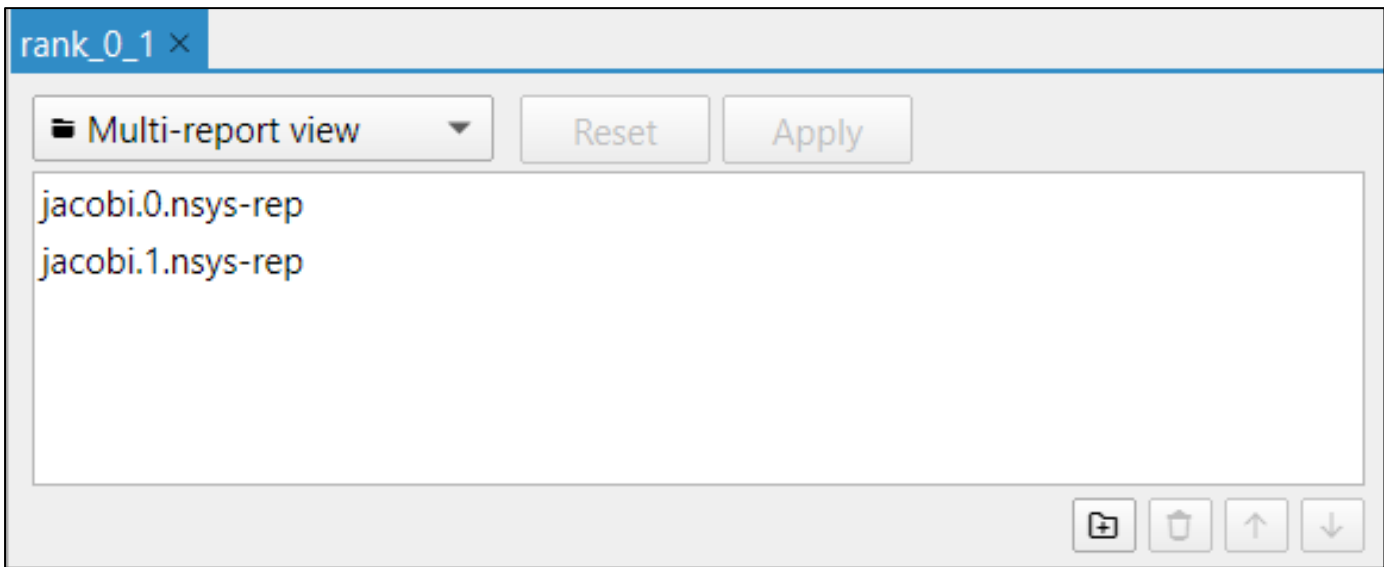 rank_0_1
Multi-report view
Reset
Apply
jacobi.0.nsys-rep
jacobi.1.nsys-rep